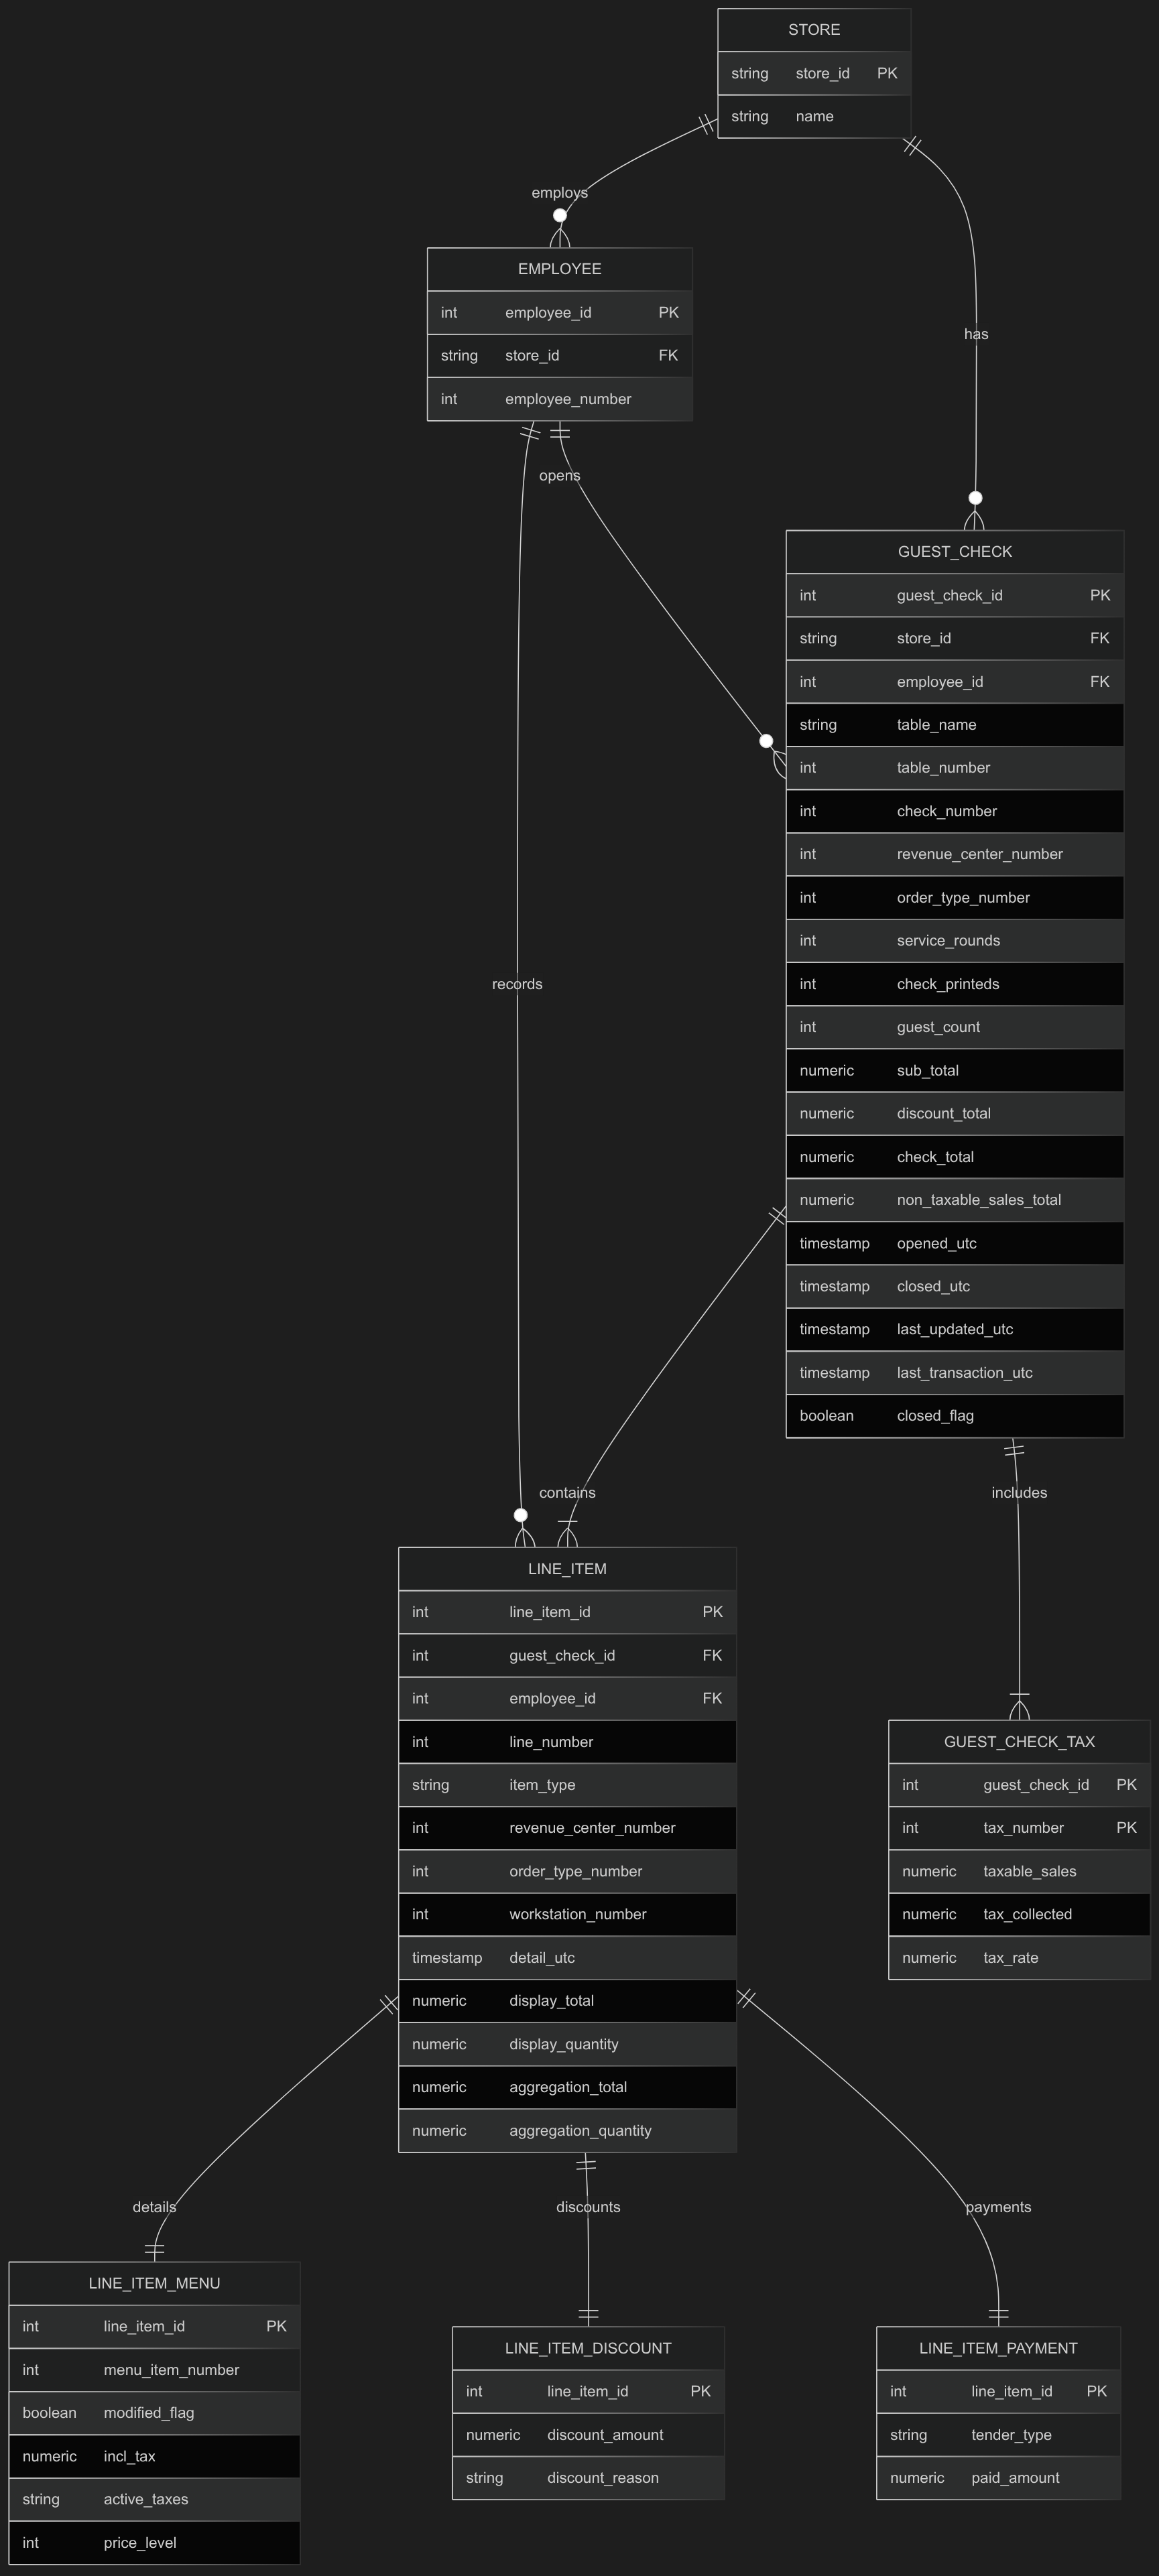 STORE
string store_id PK
string name
employs
EMPLOYEE
int employee_id PK
string store_id FK
int employee_number
has
opens
GUEST_CHECK
int guest_check_id PK
string store_id FK
int employee_id FK
string table_name
int table_number
int check_number
int revenue_center_number
int order_type_number
int service_rounds
int check_printeds
int guest_count
numeric sub_total
numeric discount_total
numeric check_total
numeric non_taxable_sales_total
timestamp opened_utc
timestamp closed_utc
timestamp last_updated_utc
timestamp last_transaction_utc
boolean closed_flag
records
contains
includes
LINE_ITEM
int line_item_id PK
int guest_check_id FK
int employee_id FK
int line_number
string item_type
int revenue_center_number
int order_type_number
int workstation_number
timestamp detail_utc
numeric display_total
numeric display_quantity
numeric aggregation_total
numeric aggregation_quantity
GUEST_CHECK_TAX
int guest_check_id PK
int tax_number PK
numeric taxable_sales
numeric tax_collected
numeric tax_rate
details
discounts
payments
LINE_ITEM_MENU
int line_item_id PK
int menu_item_number
boolean modified_flag
numeric incl_tax
string active_taxes
int price_level
LINE_ITEM_DISCOUNT
int line_item_id PK
numeric discount_amount
string discount_reason
LINE_ITEM_PAYMENT
int line_item_id PK
string tender_type
numeric paid_amount